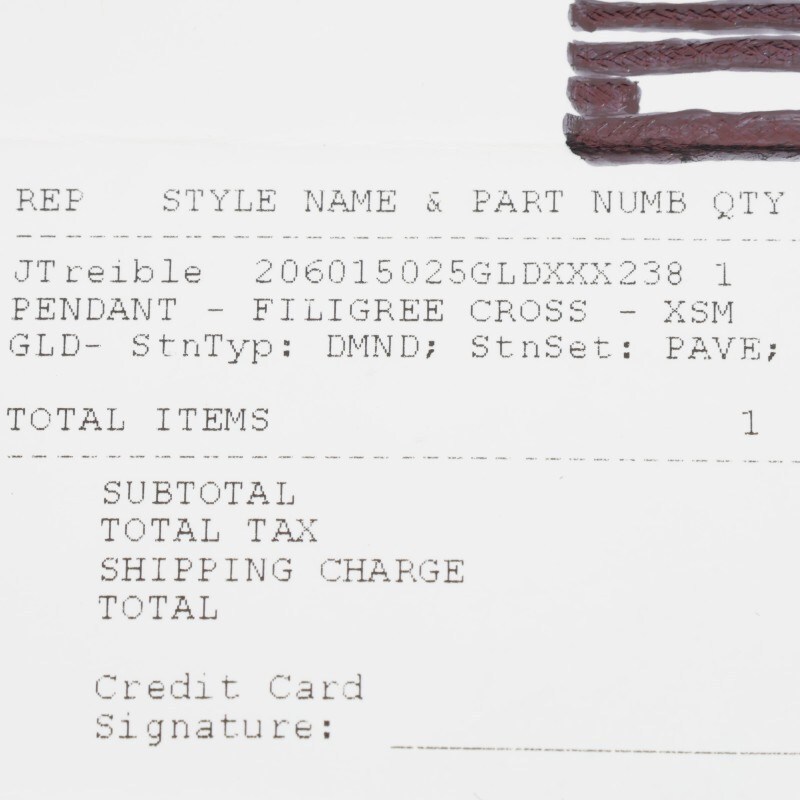 REP STYLE NAME & PART NUMB QTY
JTreible 206015025GLDXXX238 1
PENDANT - FILIGREE CROSS - XSM
GLD- StnTyp: DMND; StnSet: PAVE;
TOTAL ITEMS 1
SUBTOTAL
TOTAL TAX
SHIPPING CHARGE
TOTAL
Credit Card
Signature: